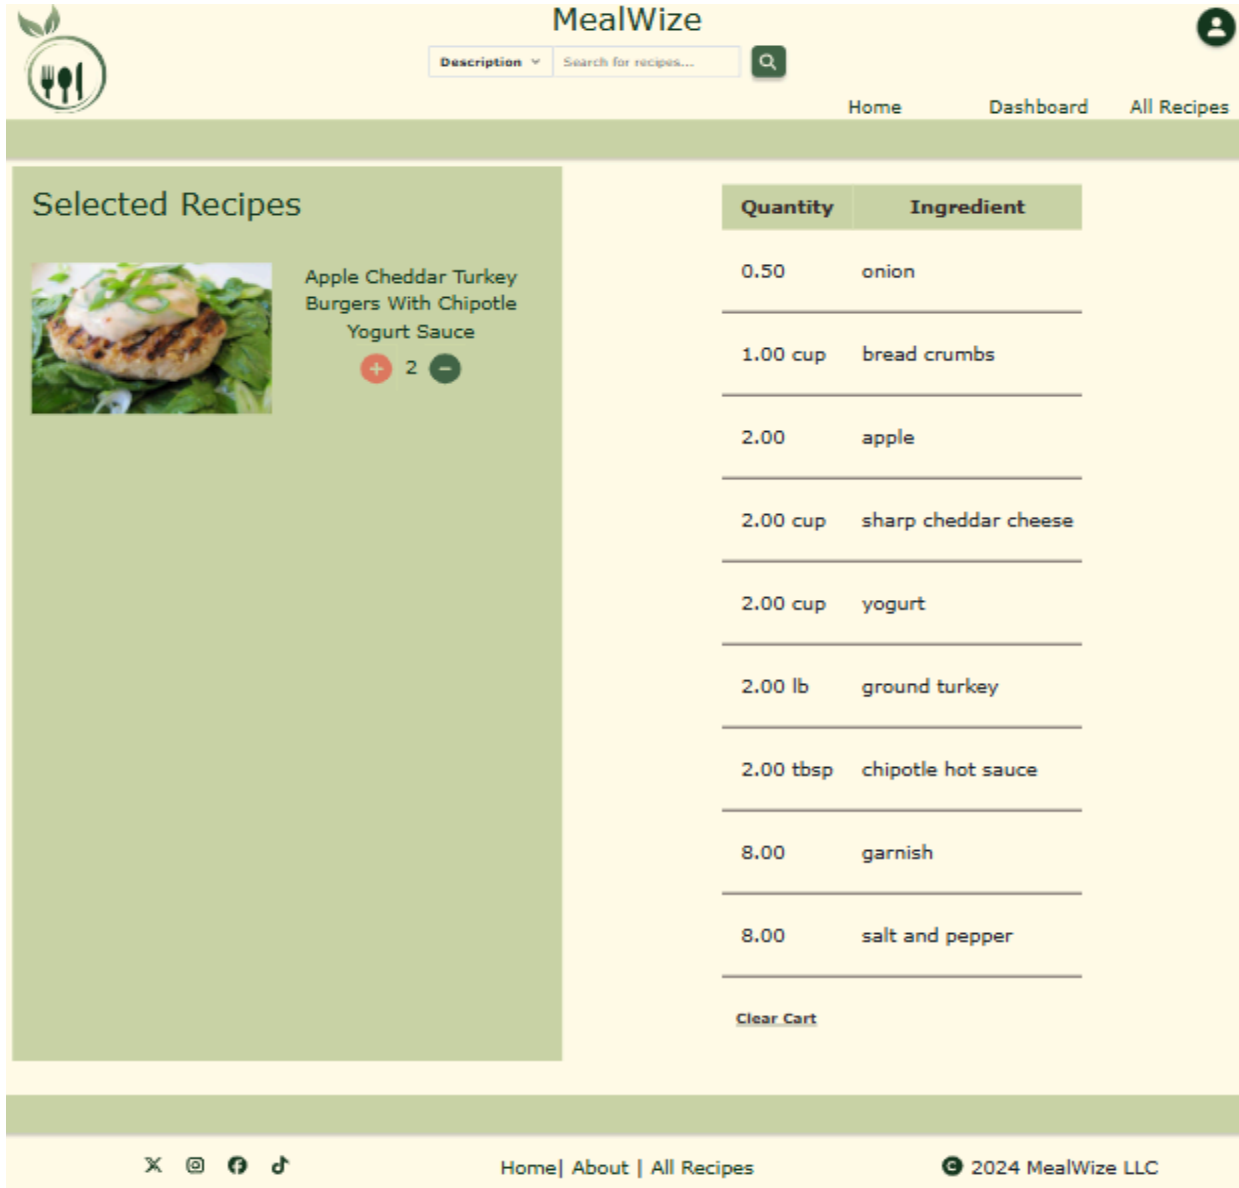 MealWize
Description Search for recipes...
Home Dashboard All Recipes
Selected Recipes
Apple Cheddar Turkey
Burgers With Chipotle
Yogurt Sauce
+ 2 −
Quantity Ingredient
0.50 onion
1.00 cup bread crumbs
2.00 apple
2.00 cup sharp cheddar cheese
2.00 cup yogurt
2.00 lb ground turkey
2.00 tbsp chipotle hot sauce
8.00 garnish
8.00 salt and pepper
Clear Cart
Home| About | All Recipes
© 2024 MealWize LLC